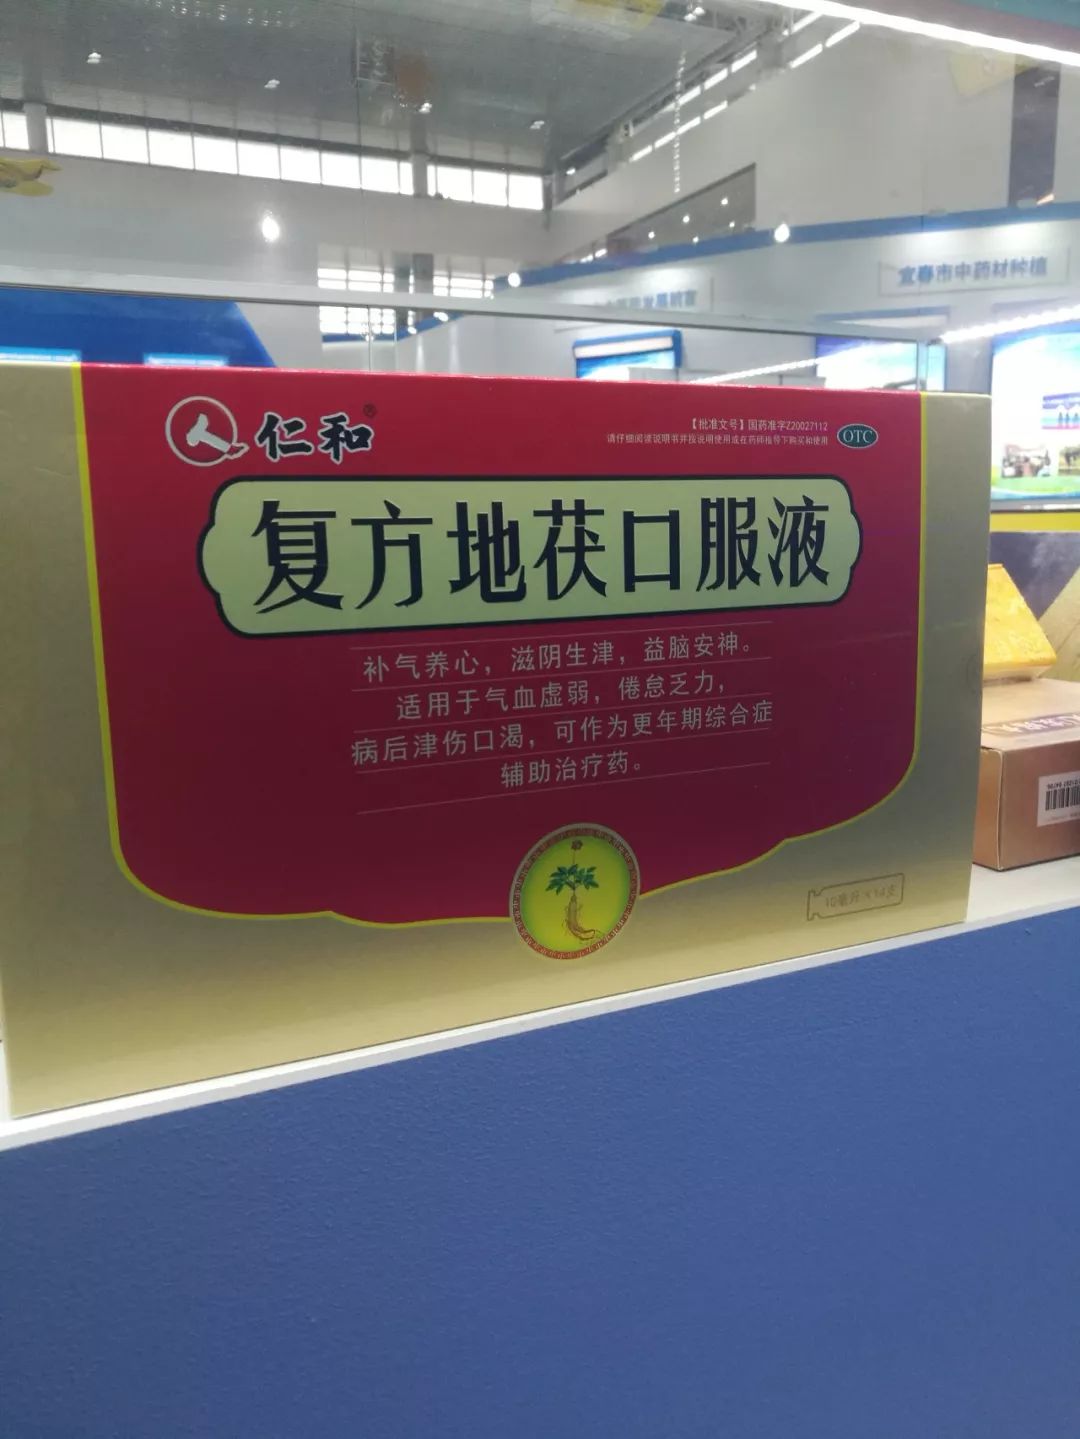 宜春市中药材种植
仁和®
【批准文号】国药准字Z20027112
请仔细阅读说明书并按说明使用或在药师指导下购买和使用
OTC
复方地茯口服液
补气养心，滋阴生津，益脑安神。
适用于气血虚弱，倦怠乏力，
病后津伤口渴，可作为更年期综合症
辅助治疗药。
10毫升×14支